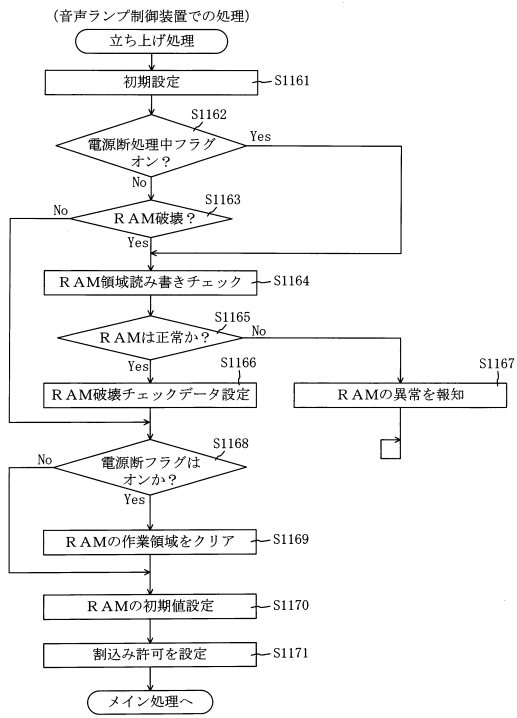 (音声ランプ制御装置での処理)
立ち上げ処理
初期設定
S1161
S1162
電源断処理中フラグ
オン?
Yes
No
S1163
RAM破壊?
No
Yes
RAM領域読み書きチェック
S1164
S1165
RAMは正常か?
No
Yes
S1166
S1167
RAM破壊チェックデータ設定
RAMの異常を報知
S1168
電源断フラグは
オンか?
No
Yes
RAMの作業領域をクリア
S1169
RAMの初期値設定
S1170
割込み許可を設定
S1171
メイン処理へ